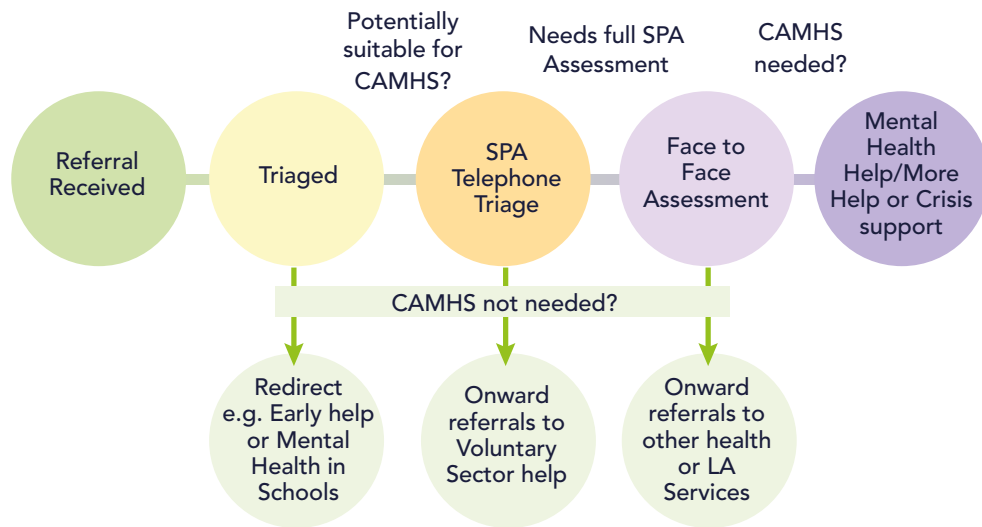 Potentially
suitable for
CAMHS?
Needs full SPA
Assessment
CAMHS
needed?
Referral
Received
Triaged
SPA
Telephone
Triage
Face to
Face
Assessment
Mental
Health
Help/More
Help or Crisis
support
CAMHS not needed?
Redirect
e.g. Early help
or Mental
Health in
Schools
Onward
referrals to
Voluntary
Sector help
Onward
referrals to
other health
or LA
Services